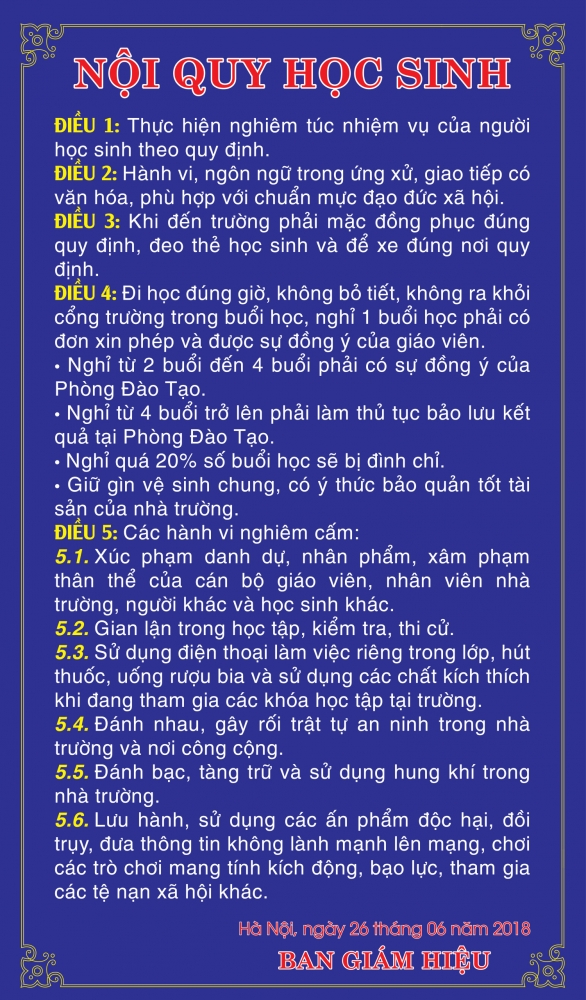 NỘI QUY HỌC SINH
ĐIỀU 1: Thực hiện nghiêm túc nhiệm vụ của người
học sinh theo quy định.
ĐIỀU 2: Hành vi, ngôn ngữ trong ứng xử, giao tiếp có
văn hóa, phù hợp với chuẩn mực đạo đức xã hội.
ĐIỀU 3: Khi đến trường phải mặc đồng phục đúng
quy định, đeo thẻ học sinh và để xe đúng nơi quy
định.
ĐIỀU 4: Đi học đúng giờ, không bỏ tiết, không ra khỏi
cổng trường trong buổi học, nghỉ 1 buổi học phải có
đơn xin phép và được sự đồng ý của giáo viên.
• Nghỉ từ 2 buổi đến 4 buổi phải có sự đồng ý của
Phòng Đào Tạo.
• Nghỉ từ 4 buổi trở lên phải làm thủ tục bảo lưu kết
quả tại Phòng Đào Tạo.
• Nghỉ quá 20% số buổi học sẽ bị đình chỉ.
• Giữ gìn vệ sinh chung, có ý thức bảo quản tốt tài
sản của nhà trường.
ĐIỀU 5: Các hành vi nghiêm cấm:
5.1. Xúc phạm danh dự, nhân phẩm, xâm phạm
thân thể của cán bộ giáo viên, nhân viên nhà
trường, người khác và học sinh khác.
5.2. Gian lận trong học tập, kiểm tra, thi cử.
5.3. Sử dụng điện thoại làm việc riêng trong lớp, hút
thuốc, uống rượu bia và sử dụng các chất kích thích
khi đang tham gia các khóa học tập tại trường.
5.4. Đánh nhau, gây rối trật tự an ninh trong nhà
trường và nơi công cộng.
5.5. Đánh bạc, tàng trữ và sử dụng hung khí trong
nhà trường.
5.6. Lưu hành, sử dụng các ấn phẩm độc hại, đồi
trụy, đưa thông tin không lành mạnh lên mạng, chơi
các trò chơi mang tính kích động, bạo lực, tham gia
các tệ nạn xã hội khác.
Hà Nội, ngày 26 tháng 06 năm 2018
BAN GIÁM HIỆU